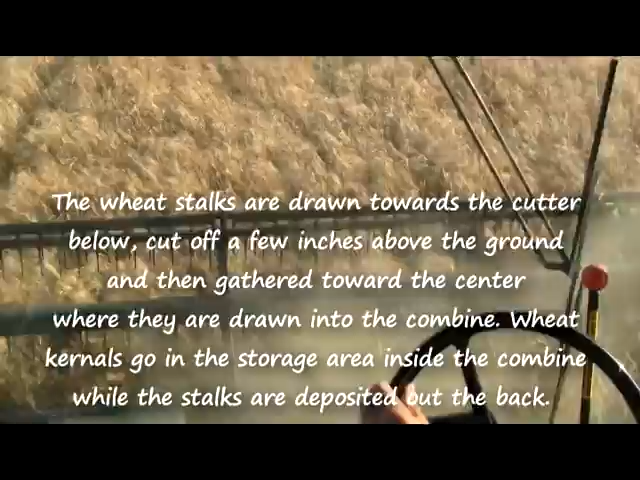 The wheat stalks are drawn towards the cutter
below, cut off a few inches above the ground
and then gathered toward the center
where they are drawn into the combine. Wheat
kernals go in the storage area inside the combine
while the stalks are deposited out the back.